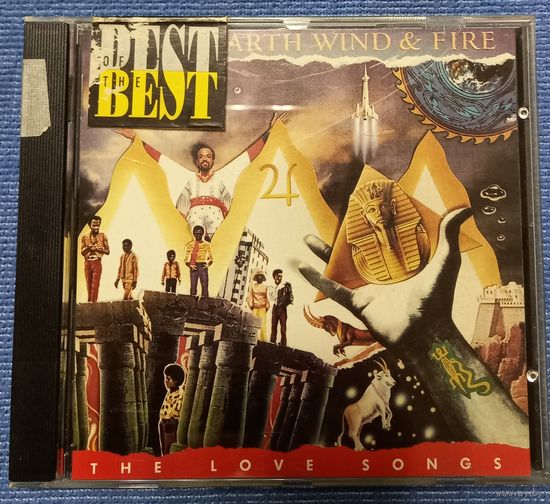 BEST
OF THE
BEST
EARTH WIND & FIRE
THE LOVE SONGS